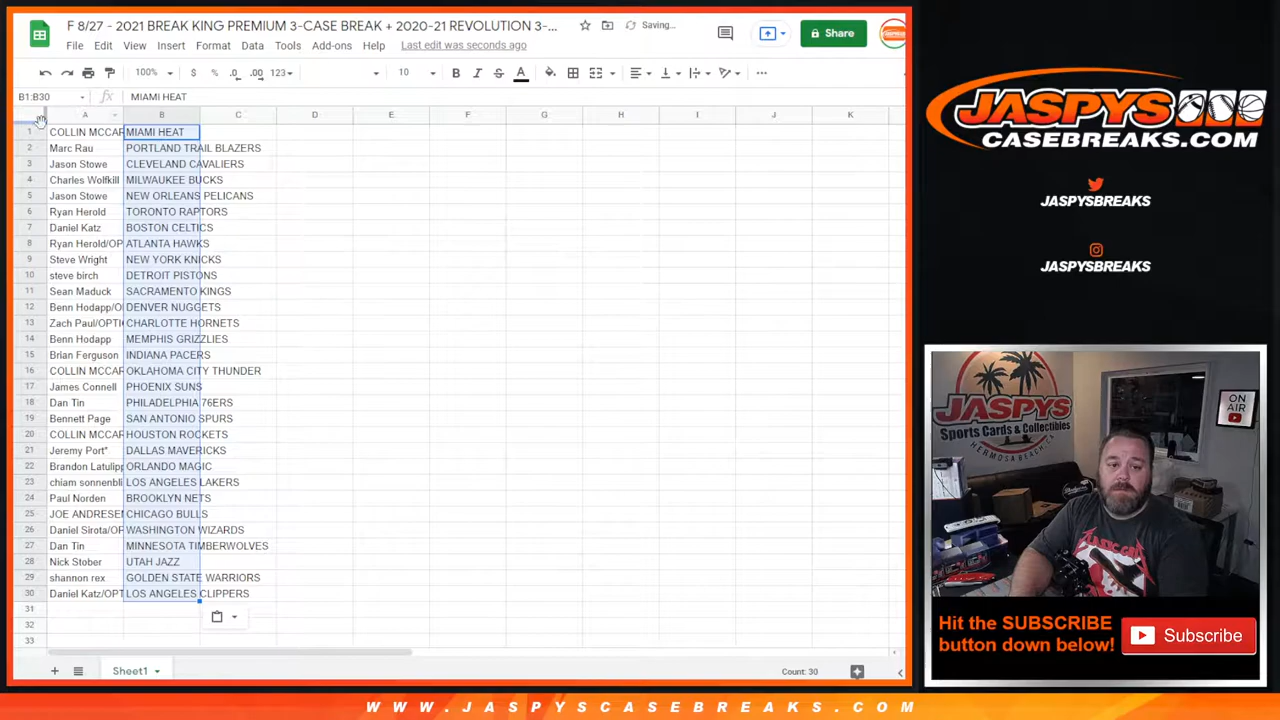 F 8/27 - 2021 BREAK KING PREMIUM 3-CASE BREAK + 2020-21 REVOLUTION 3-...
Saving...
Share
File Edit View Insert Format Data Tools Add-ons Help Last edit was seconds ago
100% $ % .0 .00 123 10 B I S A
B1:B30 fx MIAMI HEAT
A B C D E F G H I J K
1 COLLIN MCCAR MIAMI HEAT
2 Marc Rau PORTLAND TRAIL BLAZERS
3 Jason Stowe CLEVELAND CAVALIERS
4 Charles Wolfkill MILWAUKEE BUCKS
5 Jason Stowe NEW ORLEANS PELICANS
6 Ryan Herold TORONTO RAPTORS
7 Daniel Katz BOSTON CELTICS
8 Ryan Herold/OP ATLANTA HAWKS
9 Steve Wright NEW YORK KNICKS
10 steve birch DETROIT PISTONS
11 Sean Maduck SACRAMENTO KINGS
12 Benn Hodapp/O DENVER NUGGETS
13 Zach Paul/OPTI CHARLOTTE HORNETS
14 Benn Hodapp MEMPHIS GRIZZLIES
15 Brian Ferguson INDIANA PACERS
16 COLLIN MCCAR OKLAHOMA CITY THUNDER
17 James Connell PHOENIX SUNS
18 Dan Tin PHILADELPHIA 76ERS
19 Bennett Page SAN ANTONIO SPURS
20 COLLIN MCCAR HOUSTON ROCKETS
21 Jeremy Port* DALLAS MAVERICKS
22 Brandon Latulipp ORLANDO MAGIC
23 chiam sonnenbli LOS ANGELES LAKERS
24 Paul Norden BROOKLYN NETS
25 JOE ANDRESEN CHICAGO BULLS
26 Daniel Sirota/OP WASHINGTON WIZARDS
27 Dan Tin MINNESOTA TIMBERWOLVES
28 Nick Stober UTAH JAZZ
29 shannon rex GOLDEN STATE WARRIORS
30 Daniel Katz/OPT LOS ANGELES CLIPPERS
31
32
33
Sheet1
Count: 30
JASPYS
CASEBREAKS.COM
JASPYSBREAKS
JASPYSBREAKS
JASPYS
Sports Cards & Collectibles
HERMOSA BEACH, CA
ON
AIR
Hit the SUBSCRIBE
button down below!
Subscribe
WWW.JASPYSCASEBREAKS.COM